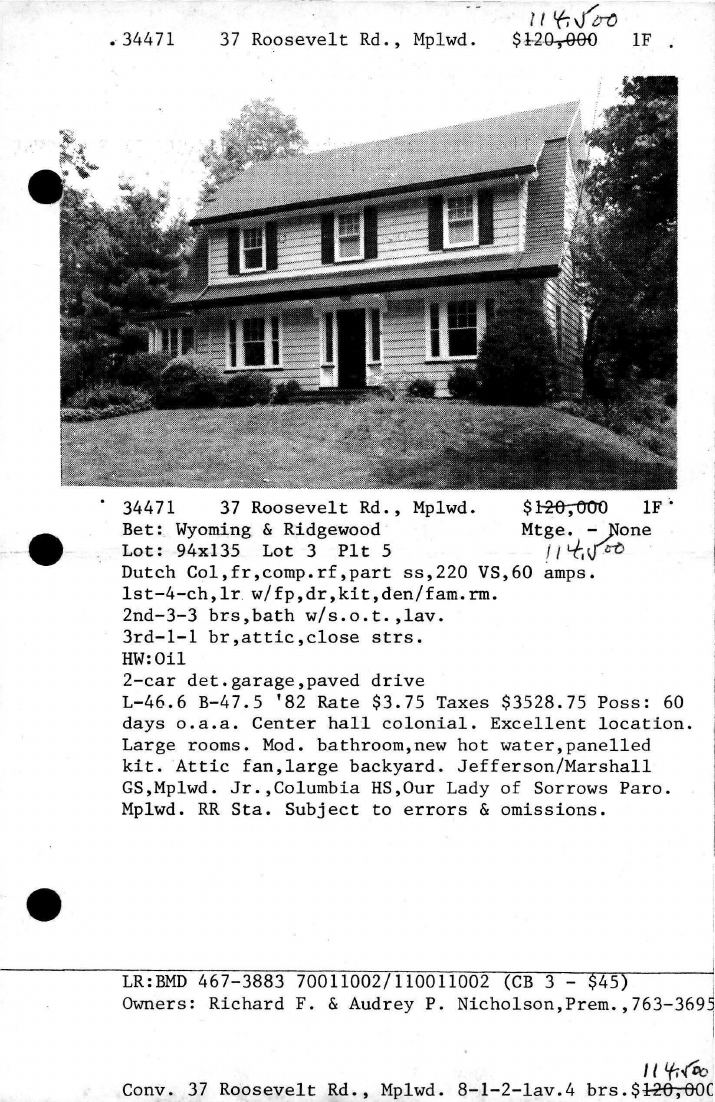 114,500
34471 37 Roosevelt Rd., Mplwd. $120,000 1F
34471 37 Roosevelt Rd., Mplwd. $120,000 1F
Bet: Wyoming & Ridgewood Mtge. - None
Lot: 94x135 Lot 3 Plt 5 114,500
Dutch Col,fr,comp.rf,part ss,220 VS,60 amps.
1st-4-ch,lr w/fp,dr,kit,den/fam.rm.
2nd-3-3 brs,bath w/s.o.t.,lav.
3rd-1-1 br,attic,close strs.
HW:Oil
2-car det.garage,paved drive
L-46.6 B-47.5 '82 Rate $3.75 Taxes $3528.75 Poss: 60
days o.a.a. Center hall colonial. Excellent location.
Large rooms. Mod. bathroom,new hot water,panelled
kit. Attic fan,large backyard. Jefferson/Marshall
GS,Mplwd. Jr.,Columbia HS,Our Lady of Sorrows Paro.
Mplwd. RR Sta. Subject to errors & omissions.
LR:BMD 467-3883 70011002/110011002 (CB 3 - $45)
Owners: Richard F. & Audrey P. Nicholson,Prem.,763-3695
114,500
Conv. 37 Roosevelt Rd., Mplwd. 8-1-2-lav.4 brs.$120,000